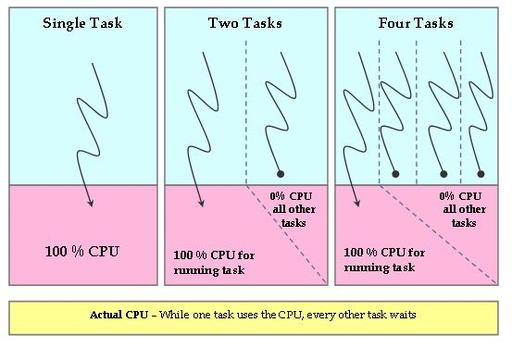 Single Task
Two Tasks
Four Tasks
100 % CPU
100 % CPU for
running task
0% CPU
all other
tasks
100 % CPU for
running task
0% CPU
all other
tasks
Actual CPU – While one task uses the CPU, every other task waits